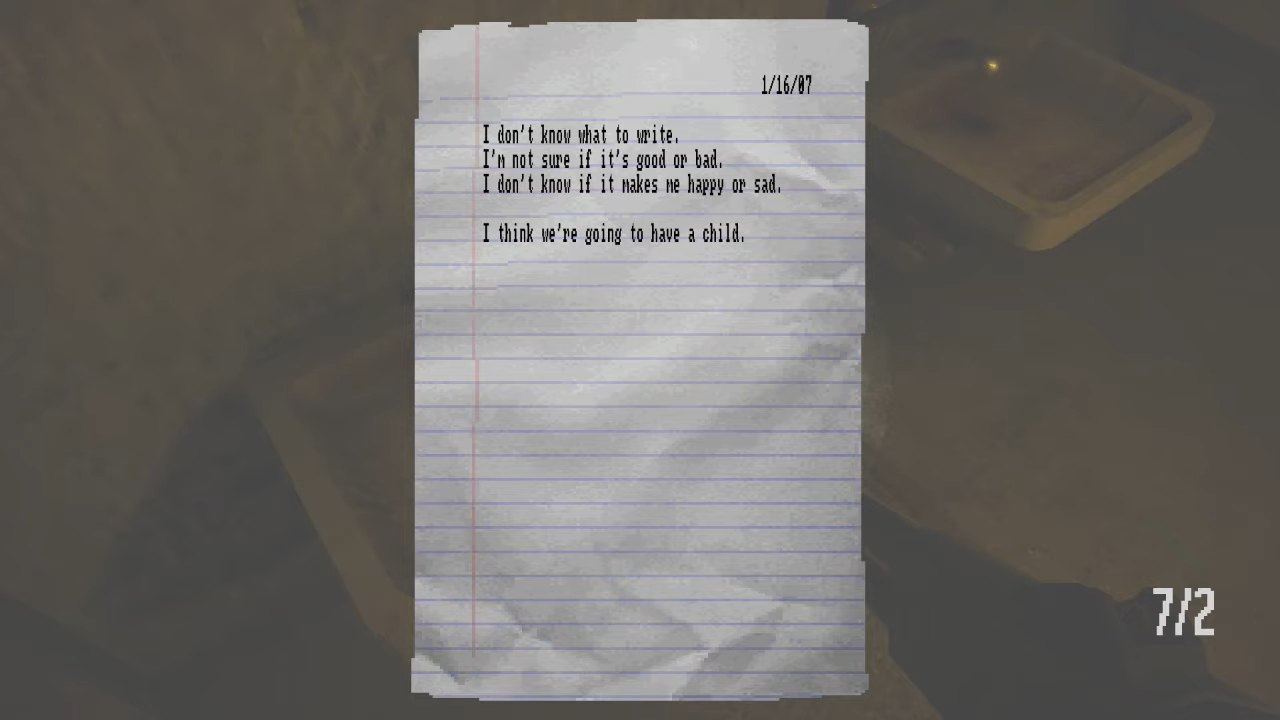 1/16/07
I don't know what to write.
I'm not sure if it's good or bad.
I don't know if it makes me happy or sad.
I think we're going to have a child.
7/2